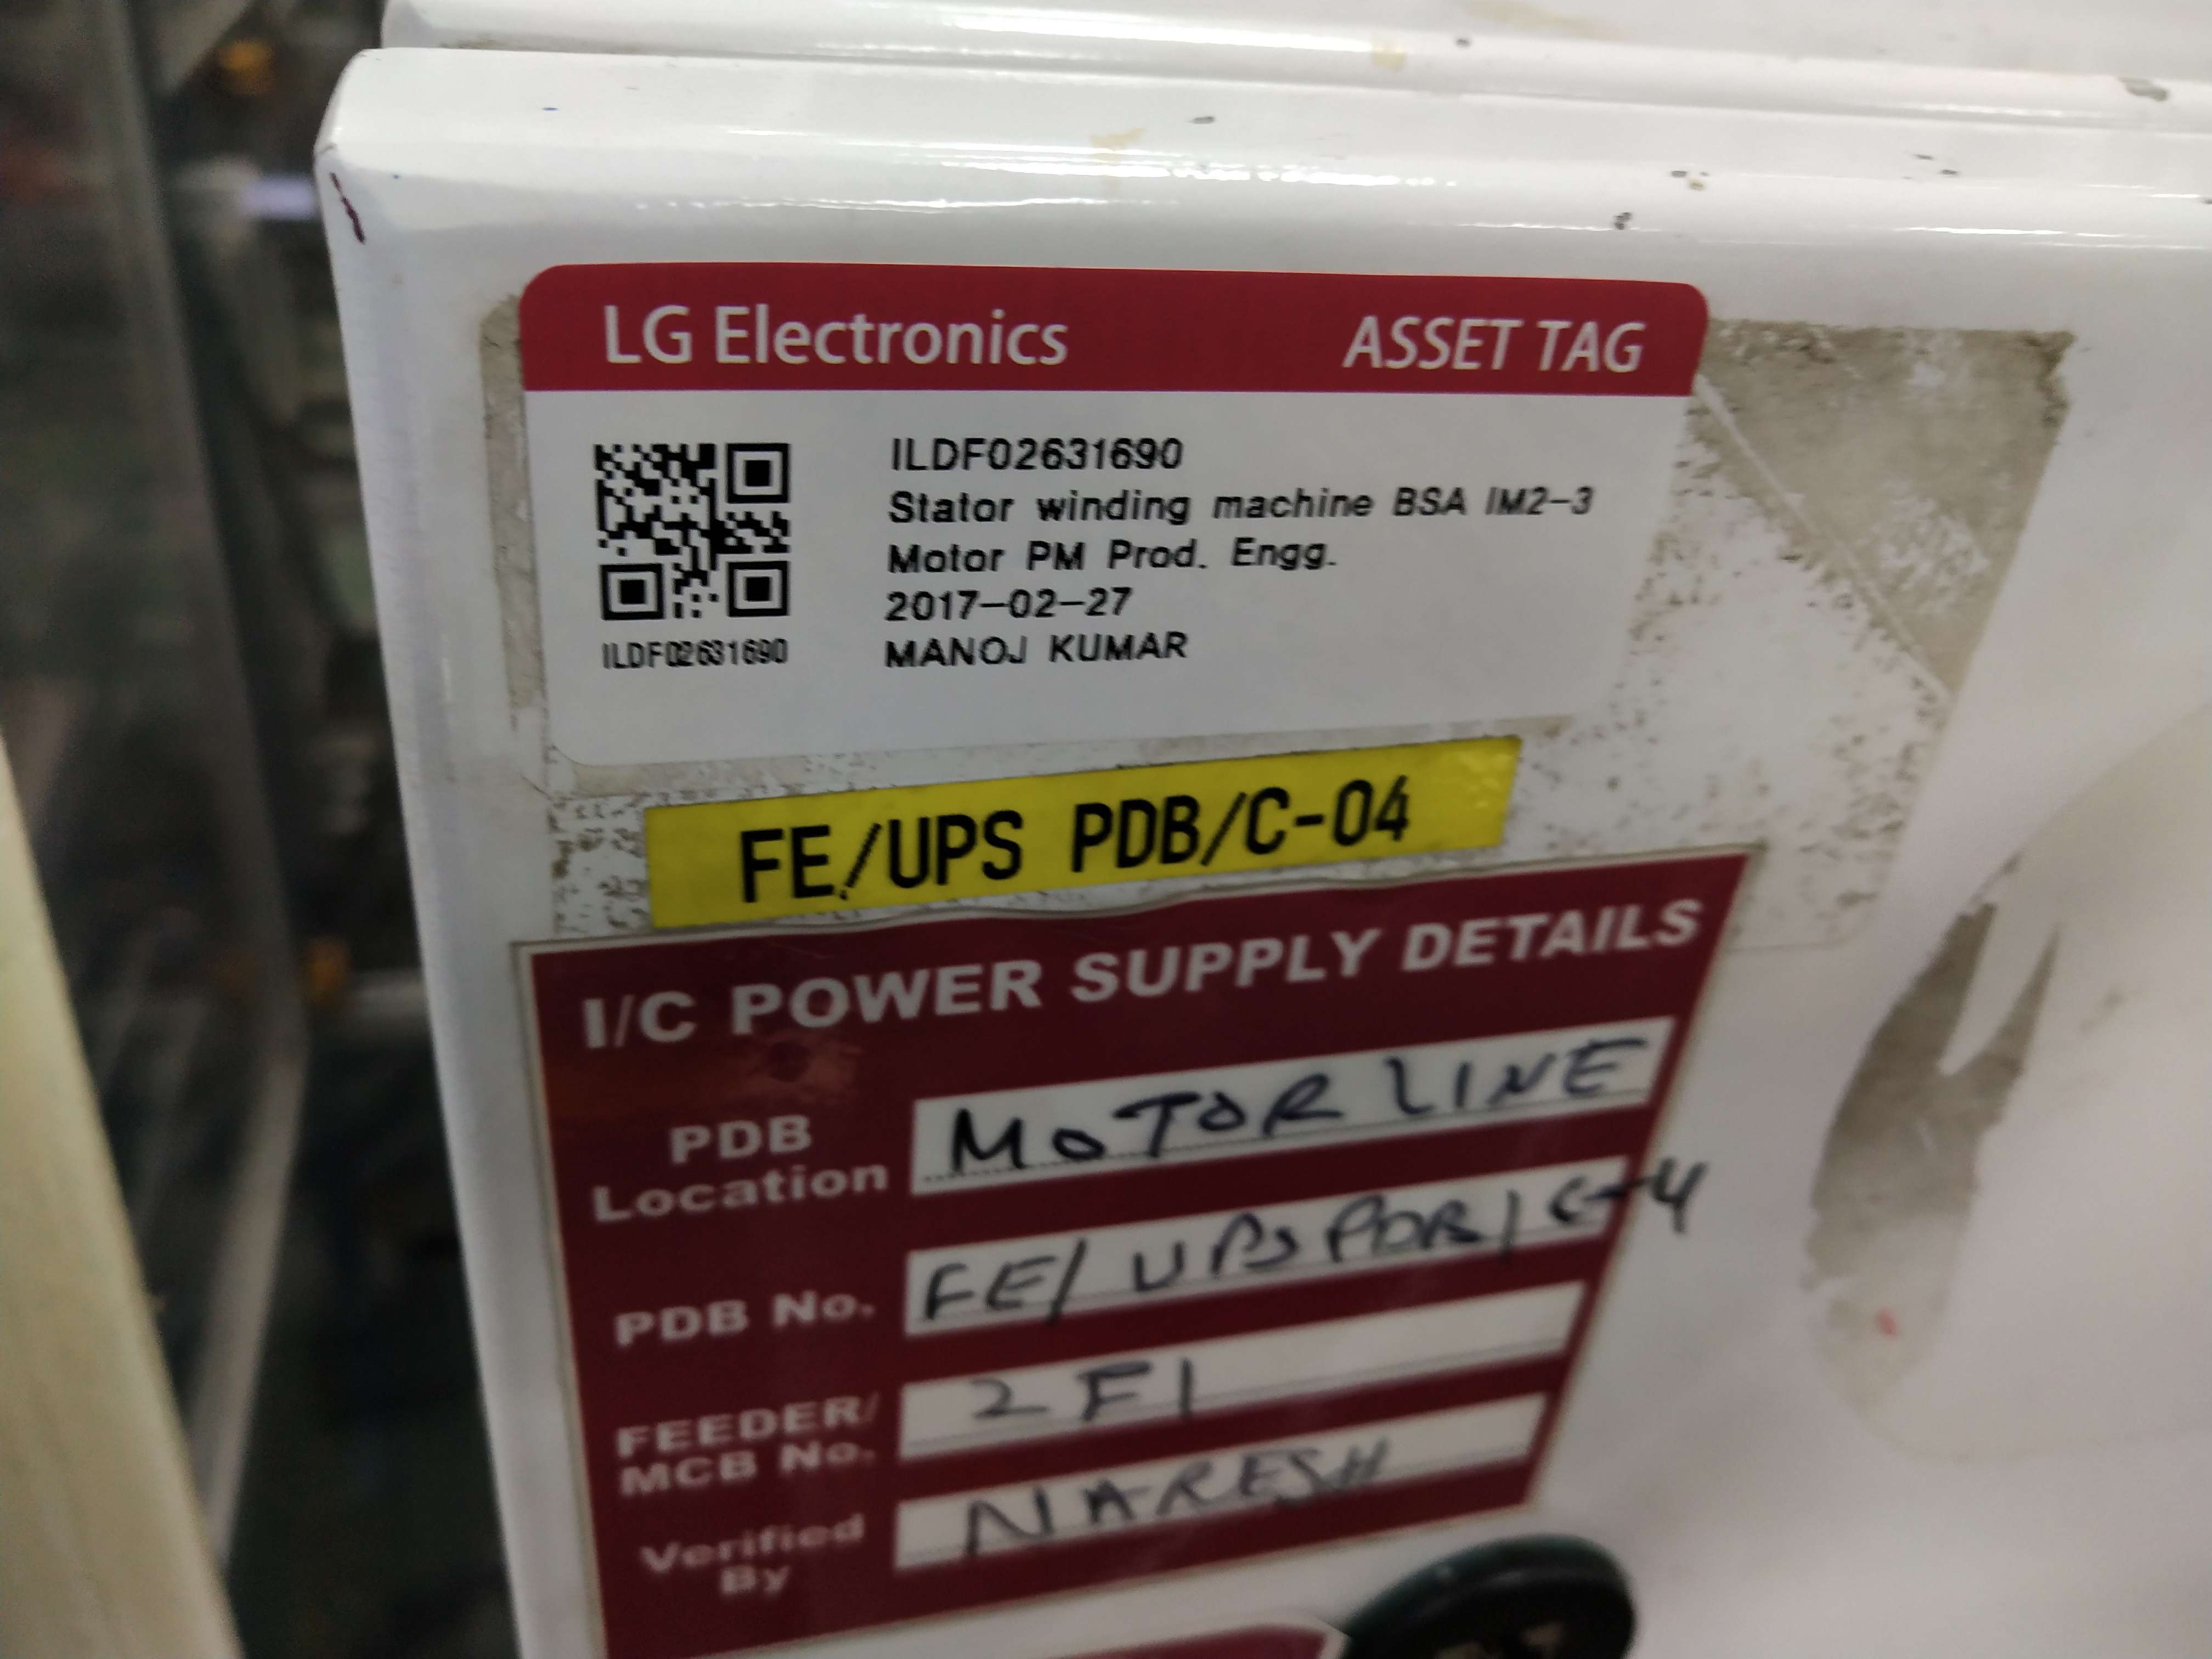 LG Electronics ASSET TAG
ILDF02631690
Stator winding machine BSA IM2-3
Motor PM Prod. Engg.
2017-02-27
MANOJ KUMAR
ILDF02631690
FE/UPS PDB/C-04
I/C POWER SUPPLY DETAILS
PDB Location MOTOR LINE
PDB No. FE/UPS PDB/C-4
FEEDER/ MCB No. 2F1
Verified By NARESH